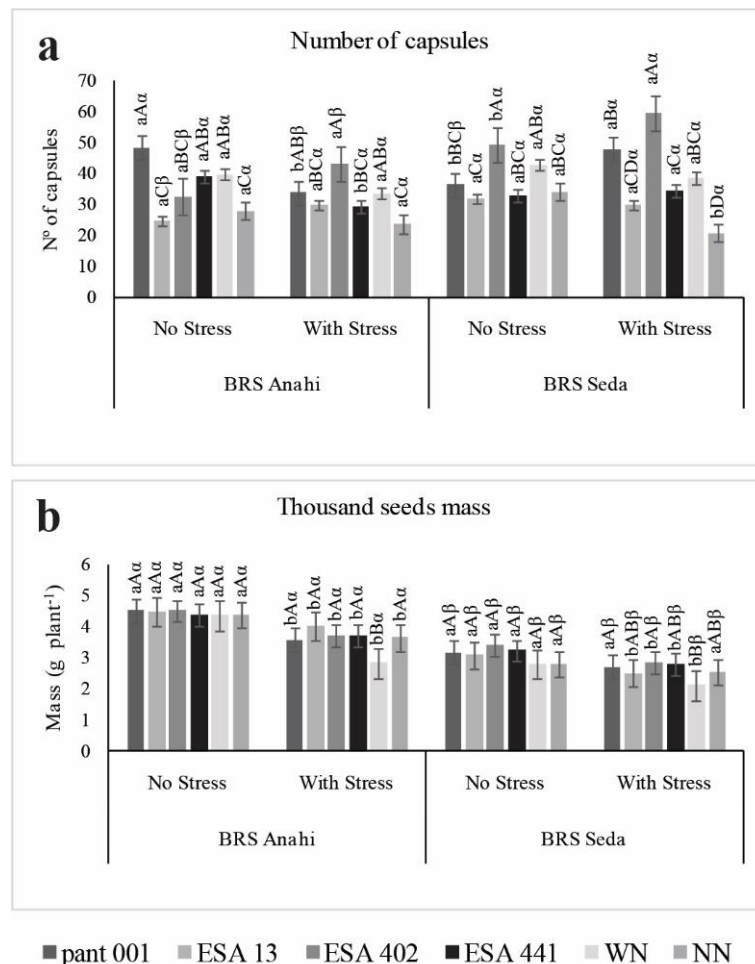 a
Number of capsules
Nº of capsules
70
60
50
40
30
20
10
0
aAα
aCβ
aBCβ
aABα
aABα
aCα
bABβ
aBCα
aAβ
bBCα
aABα
aCα
bBCβ
aCα
bAα
aBCα
aABα
aBCα
aBα
aCDα
aAα
aCα
aBCα
bDα
No Stress
With Stress
No Stress
With Stress
BRS Anahi
BRS Seda
b
Thousand seeds mass
Mass (g plant⁻¹)
6
5
4
3
2
1
0
aAα
aAα
aAα
aAα
aAα
aAα
bAα
bAα
bAα
bAα
bBα
bAα
aAβ
aAβ
aAβ
aAβ
aAβ
aAβ
aAβ
bABβ
bAβ
bABβ
bBβ
aABβ
No Stress
With Stress
No Stress
With Stress
BRS Anahi
BRS Seda
pant 001 ESA 13 ESA 402 ESA 441 WN NN